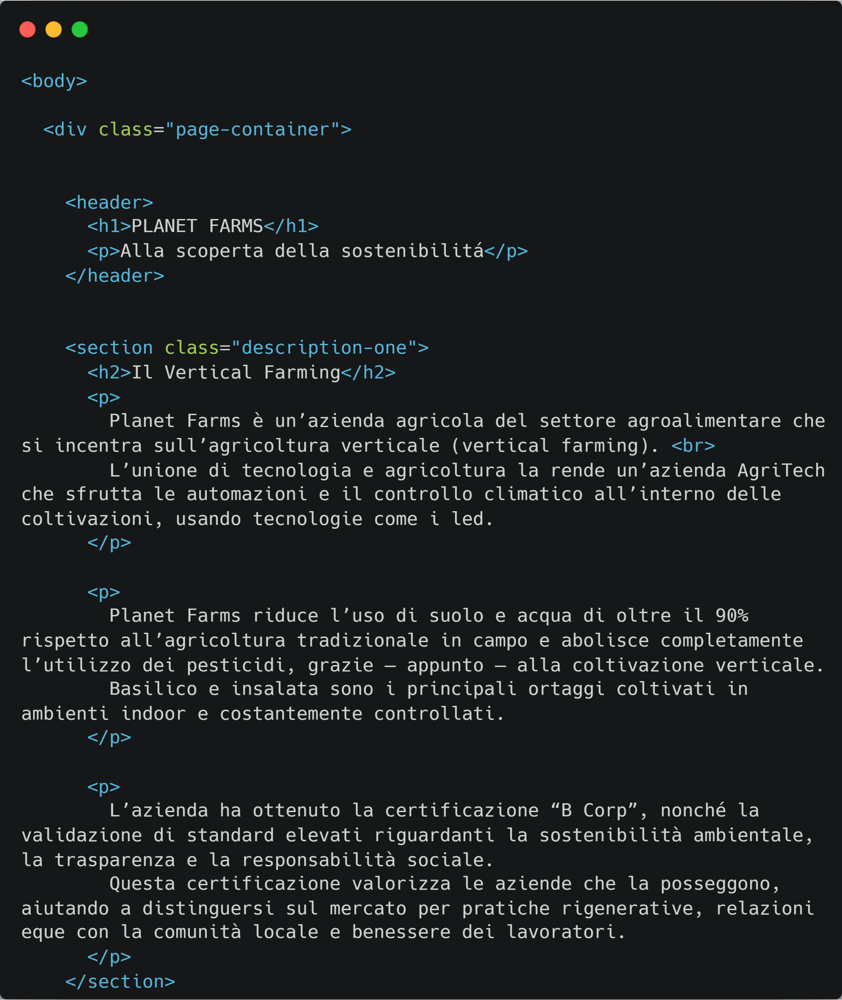 <body>
<div class="page-container">
<header>
<h1>PLANET FARMS</h1>
<p>Alla scoperta della sostenibilitá</p>
</header>
<section class="description-one">
<h2>Il Vertical Farming</h2>
<p>
Planet Farms è un’azienda agricola del settore agroalimentare che
si incentra sull’agricoltura verticale (vertical farming). <br>
L’unione di tecnologia e agricoltura la rende un’azienda AgriTech
che sfrutta le automazioni e il controllo climatico all’interno delle
coltivazioni, usando tecnologie come i led.
</p>
<p>
Planet Farms riduce l’uso di suolo e acqua di oltre il 90%
rispetto all’agricoltura tradizionale in campo e abolisce completamente
l’utilizzo dei pesticidi, grazie – appunto – alla coltivazione verticale.
Basilico e insalata sono i principali ortaggi coltivati in
ambienti indoor e costantemente controllati.
</p>
<p>
L’azienda ha ottenuto la certificazione “B Corp”, nonché la
validazione di standard elevati riguardanti la sostenibilità ambientale,
la trasparenza e la responsabilità sociale.
Questa certificazione valorizza le aziende che la posseggono,
aiutando a distinguersi sul mercato per pratiche rigenerative, relazioni
eque con la comunità locale e benessere dei lavoratori.
</p>
</section>